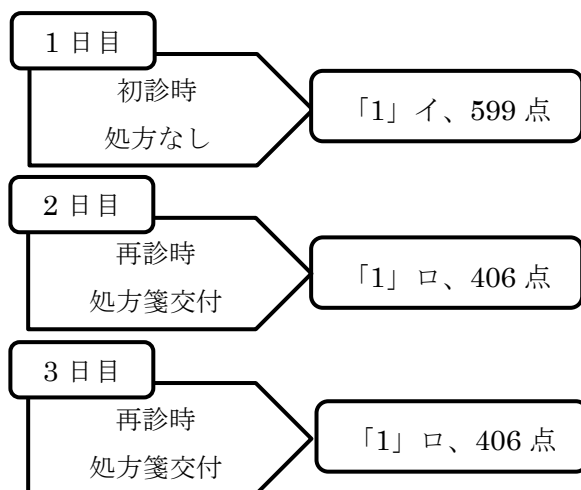 1 日目
初診時
処方なし
「1」イ、599 点
2 日目
再診時
処方箋交付
「1」ロ、406 点
3 日目
再診時
処方箋交付
「1」ロ、406 点